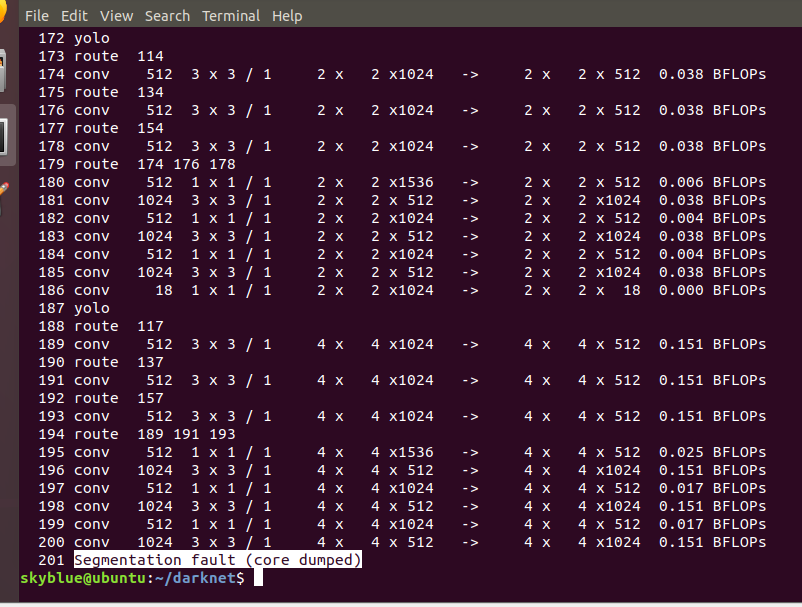 File Edit View Search Terminal Help
172 yolo
173 route 114
174 conv 512 3 x 3 / 1 2 x 2 x1024 -> 2 x 2 x 512 0.038 BFLOPs
175 route 134
176 conv 512 3 x 3 / 1 2 x 2 x1024 -> 2 x 2 x 512 0.038 BFLOPs
177 route 154
178 conv 512 3 x 3 / 1 2 x 2 x1024 -> 2 x 2 x 512 0.038 BFLOPs
179 route 174 176 178
180 conv 512 1 x 1 / 1 2 x 2 x1536 -> 2 x 2 x 512 0.006 BFLOPs
181 conv 1024 3 x 3 / 1 2 x 2 x 512 -> 2 x 2 x1024 0.038 BFLOPs
182 conv 512 1 x 1 / 1 2 x 2 x1024 -> 2 x 2 x 512 0.004 BFLOPs
183 conv 1024 3 x 3 / 1 2 x 2 x 512 -> 2 x 2 x1024 0.038 BFLOPs
184 conv 512 1 x 1 / 1 2 x 2 x1024 -> 2 x 2 x 512 0.004 BFLOPs
185 conv 1024 3 x 3 / 1 2 x 2 x 512 -> 2 x 2 x1024 0.038 BFLOPs
186 conv 18 1 x 1 / 1 2 x 2 x1024 -> 2 x 2 x 18 0.000 BFLOPs
187 yolo
188 route 117
189 conv 512 3 x 3 / 1 4 x 4 x1024 -> 4 x 4 x 512 0.151 BFLOPs
190 route 137
191 conv 512 3 x 3 / 1 4 x 4 x1024 -> 4 x 4 x 512 0.151 BFLOPs
192 route 157
193 conv 512 3 x 3 / 1 4 x 4 x1024 -> 4 x 4 x 512 0.151 BFLOPs
194 route 189 191 193
195 conv 512 1 x 1 / 1 4 x 4 x1536 -> 4 x 4 x 512 0.025 BFLOPs
196 conv 1024 3 x 3 / 1 4 x 4 x 512 -> 4 x 4 x1024 0.151 BFLOPs
197 conv 512 1 x 1 / 1 4 x 4 x1024 -> 4 x 4 x 512 0.017 BFLOPs
198 conv 1024 3 x 3 / 1 4 x 4 x 512 -> 4 x 4 x1024 0.151 BFLOPs
199 conv 512 1 x 1 / 1 4 x 4 x1024 -> 4 x 4 x 512 0.017 BFLOPs
200 conv 1024 3 x 3 / 1 4 x 4 x 512 -> 4 x 4 x1024 0.151 BFLOPs
201 Segmentation fault (core dumped)
skyblue@ubuntu:~/darknet$